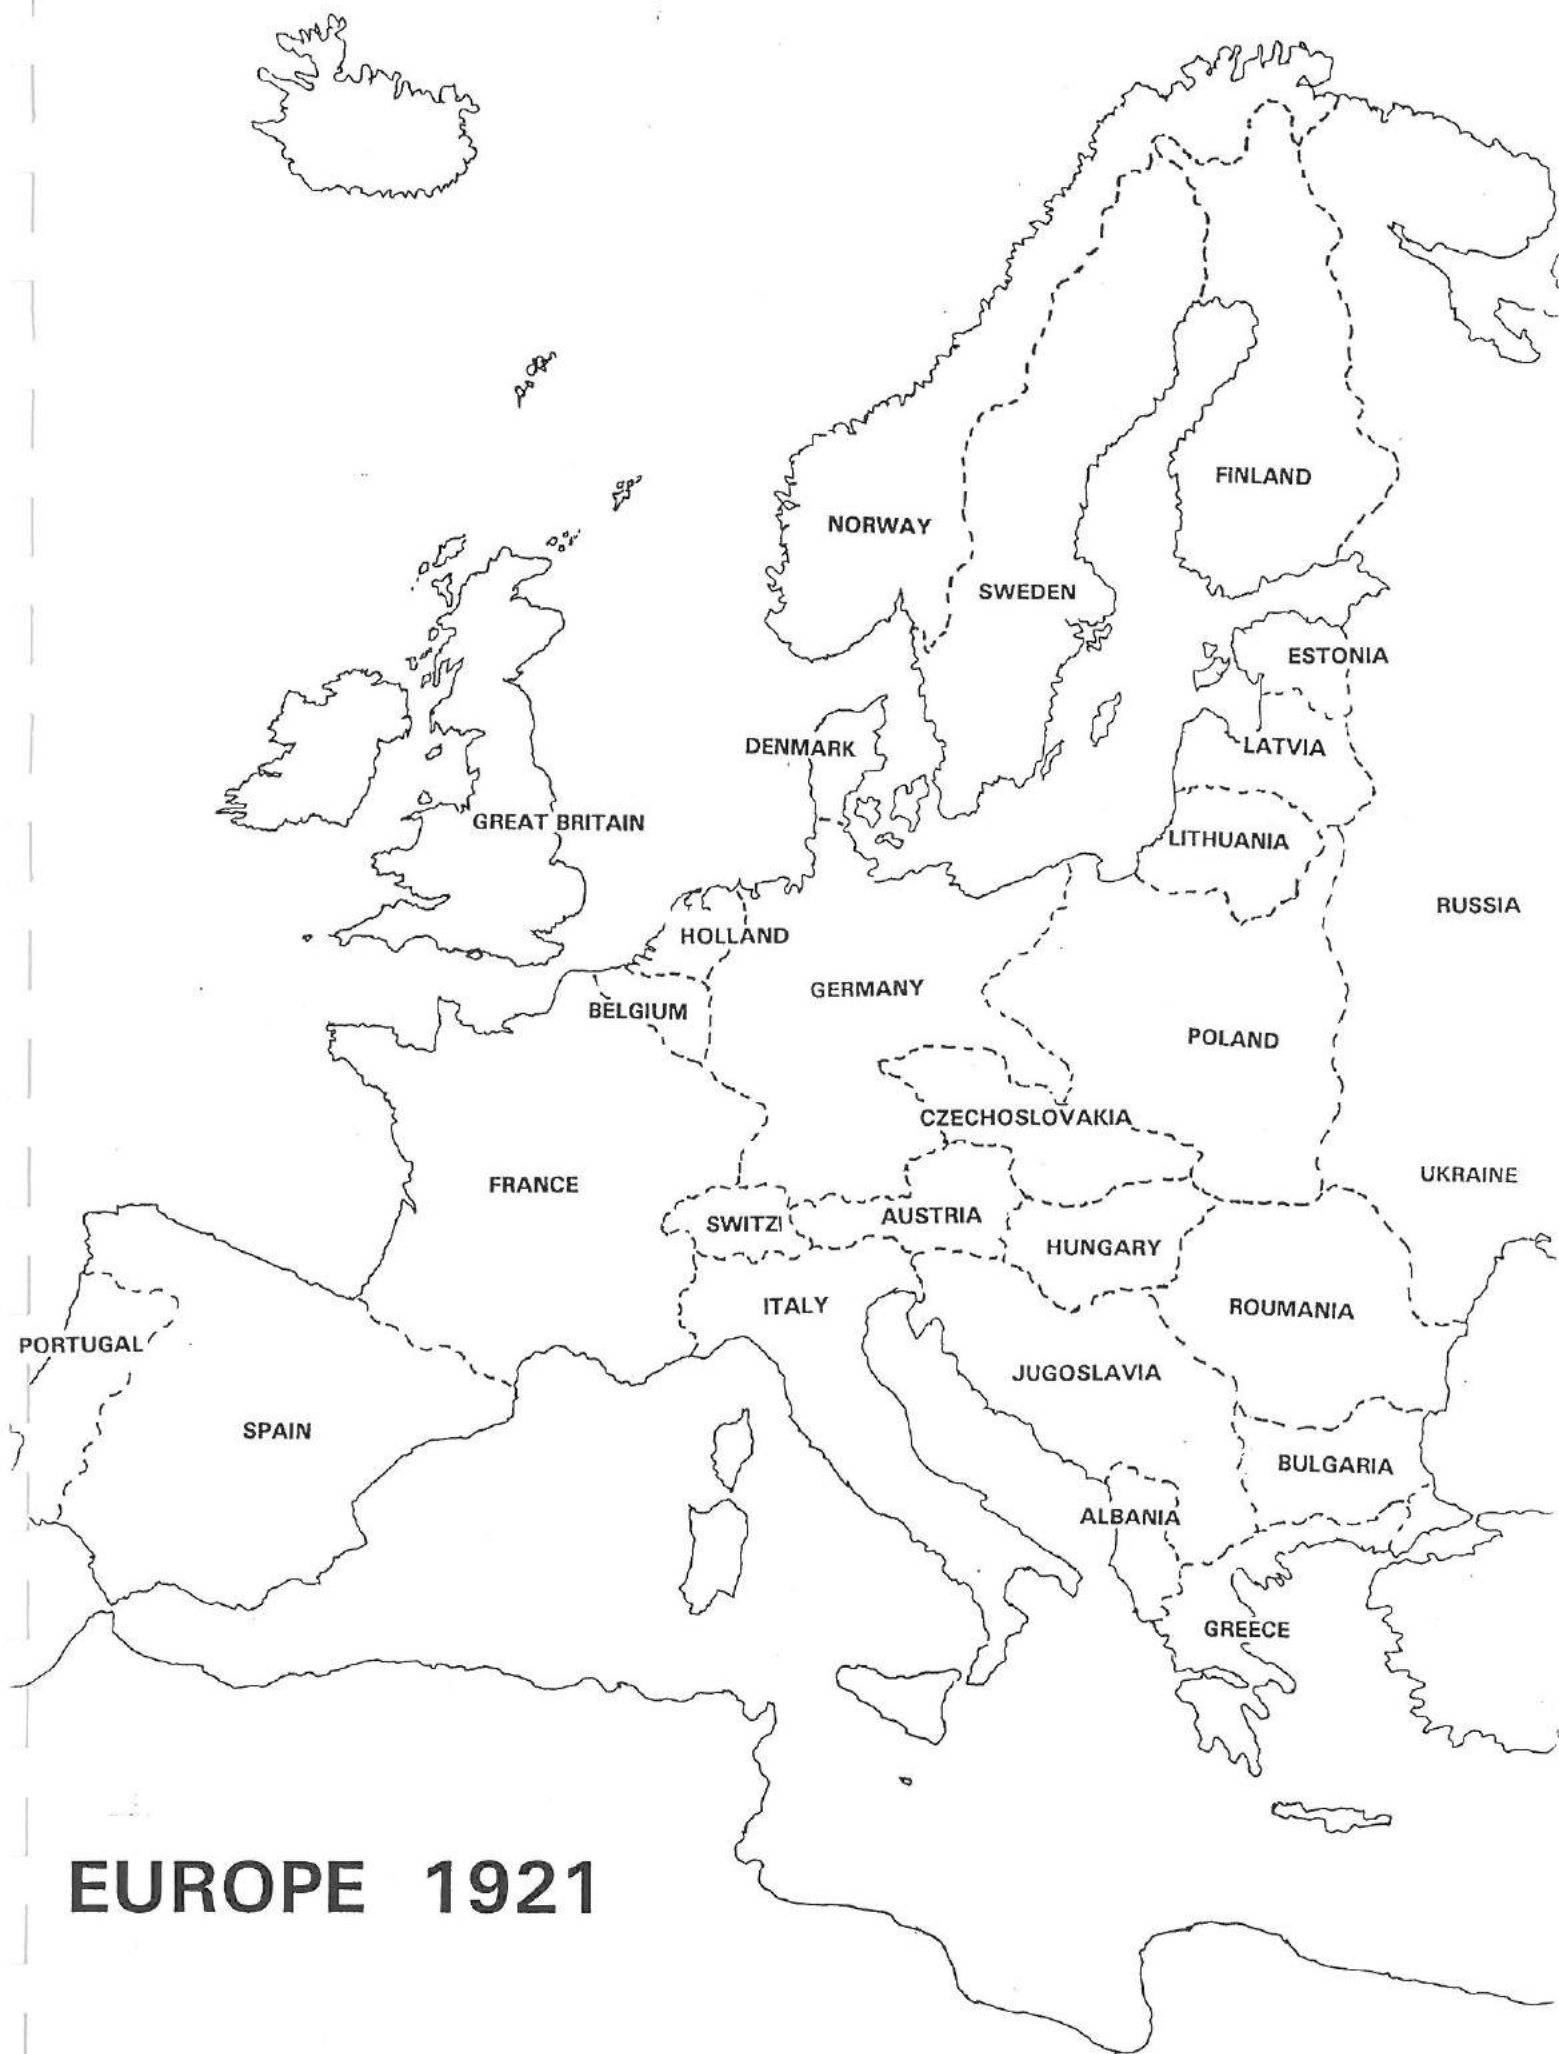 FINLAND
NORWAY
SWEDEN
ESTONIA
DENMARK
LATVIA
GREAT BRITAIN
LITHUANIA
RUSSIA
HOLLAND
GERMANY
BELGIUM
POLAND
CZECHOSLOVAKIA
UKRAINE
FRANCE
SWITZ
AUSTRIA
HUNGARY
ITALY
ROUMANIA
PORTUGAL
JUGOSLAVIA
SPAIN
BULGARIA
ALBANIA
GREECE
EUROPE 1921